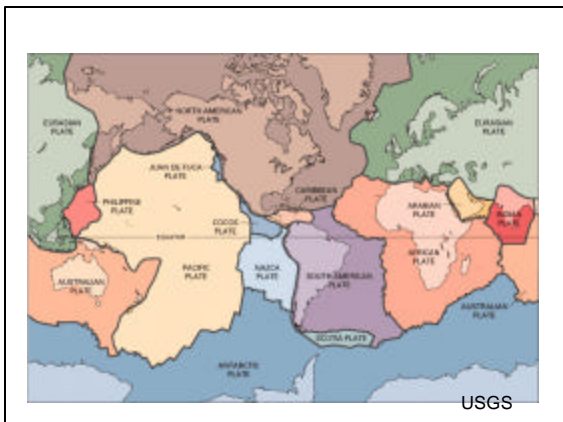 NORTH AMERICAN
PLATE
EURASIAN
PLATE
EURASIAN
PLATE
JUAN DE FUCA
PLATE
CARIBBEAN
PLATE
PHILIPPINE
PLATE
ARABIAN
PLATE
INDIA
PLATE
COCOS
PLATE
EQUATOR
AUSTRALIAN
PLATE
PACIFIC
PLATE
NAZCA
PLATE
SOUTH AMERICAN
PLATE
AFRICAN
PLATE
AUSTRALIAN
PLATE
SCOTIA PLATE
ANTARCTIC
PLATE
USGS